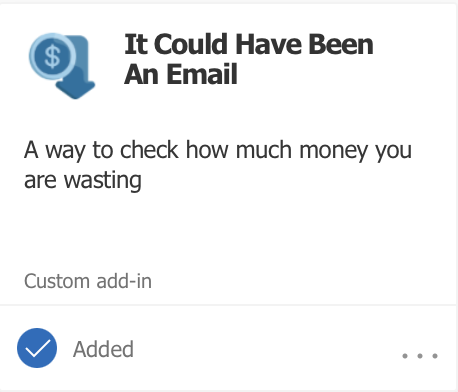 It Could Have Been
An Email
A way to check how much money you
are wasting
Custom add-in
Added